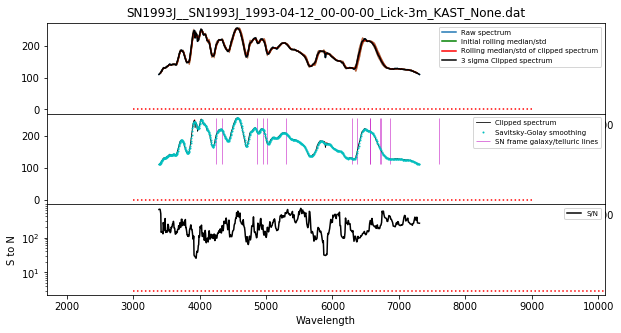 SN1993J__SN1993J_1993-04-12_00-00-00_Lick-3m_KAST_None.dat
200
100
0
Raw spectrum
Initial rolling median/std
Rolling median/std of clipped spectrum
3 sigma Clipped spectrum
200
100
0
Clipped spectrum
Savitsky-Golay smoothing
SN frame galaxy/telluric lines
S to N
10²
10¹
S/N
2000 3000 4000 5000 6000 7000 8000 9000 10000
Wavelength